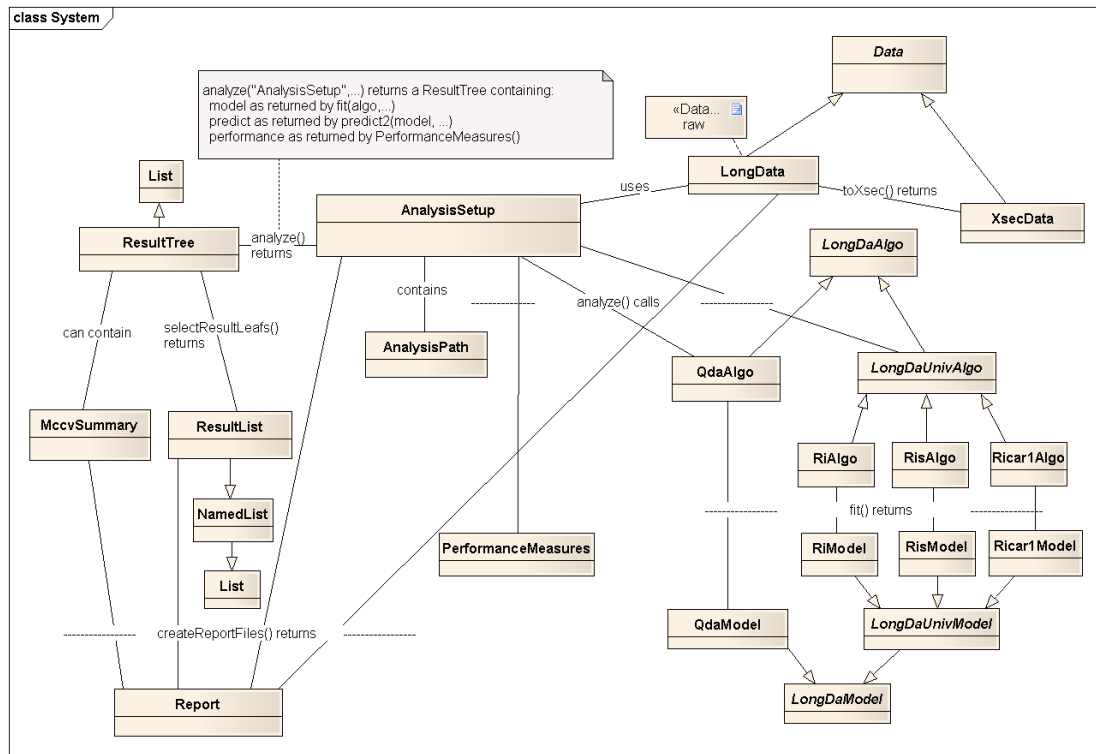 class System
Data
analyze("AnalysisSetup",...) returns a ResultTree containing:
model as returned by fit(algo,...)
predict as returned by predict2(model, ...)
performance as returned by PerformanceMeasures()
«Data...
raw
List
LongData
uses
toXsec() returns
AnalysisSetup
XsecData
ResultTree
analyze()
returns
LongDaAlgo
contains
analyze() calls
can contain
selectResultLeafs()
returns
AnalysisPath
QdaAlgo
LongDaUnivAlgo
MccvSummary
ResultList
RiAlgo
RisAlgo
Ricar1Algo
NamedList
fit() returns
PerformanceMeasures
RiModel
RisModel
Ricar1Model
List
createReportFiles() returns
QdaModel
LongDaUnivModel
Report
LongDaModel